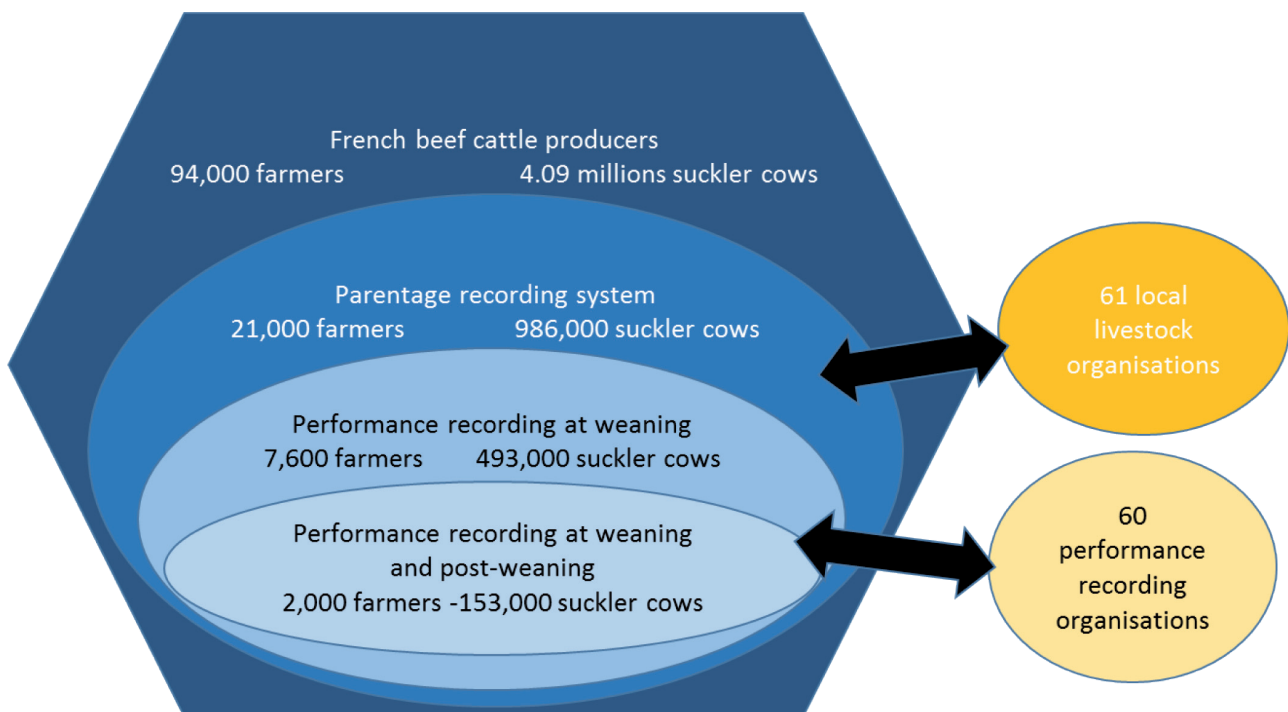 French beef cattle producers
94,000 farmers 4.09 millions suckler cows
Parentage recording system
21,000 farmers 986,000 suckler cows
Performance recording at weaning
7,600 farmers 493,000 suckler cows
Performance recording at weaning
and post-weaning
2,000 farmers -153,000 suckler cows
61 local
livestock
organisations
60
performance
recording
organisations